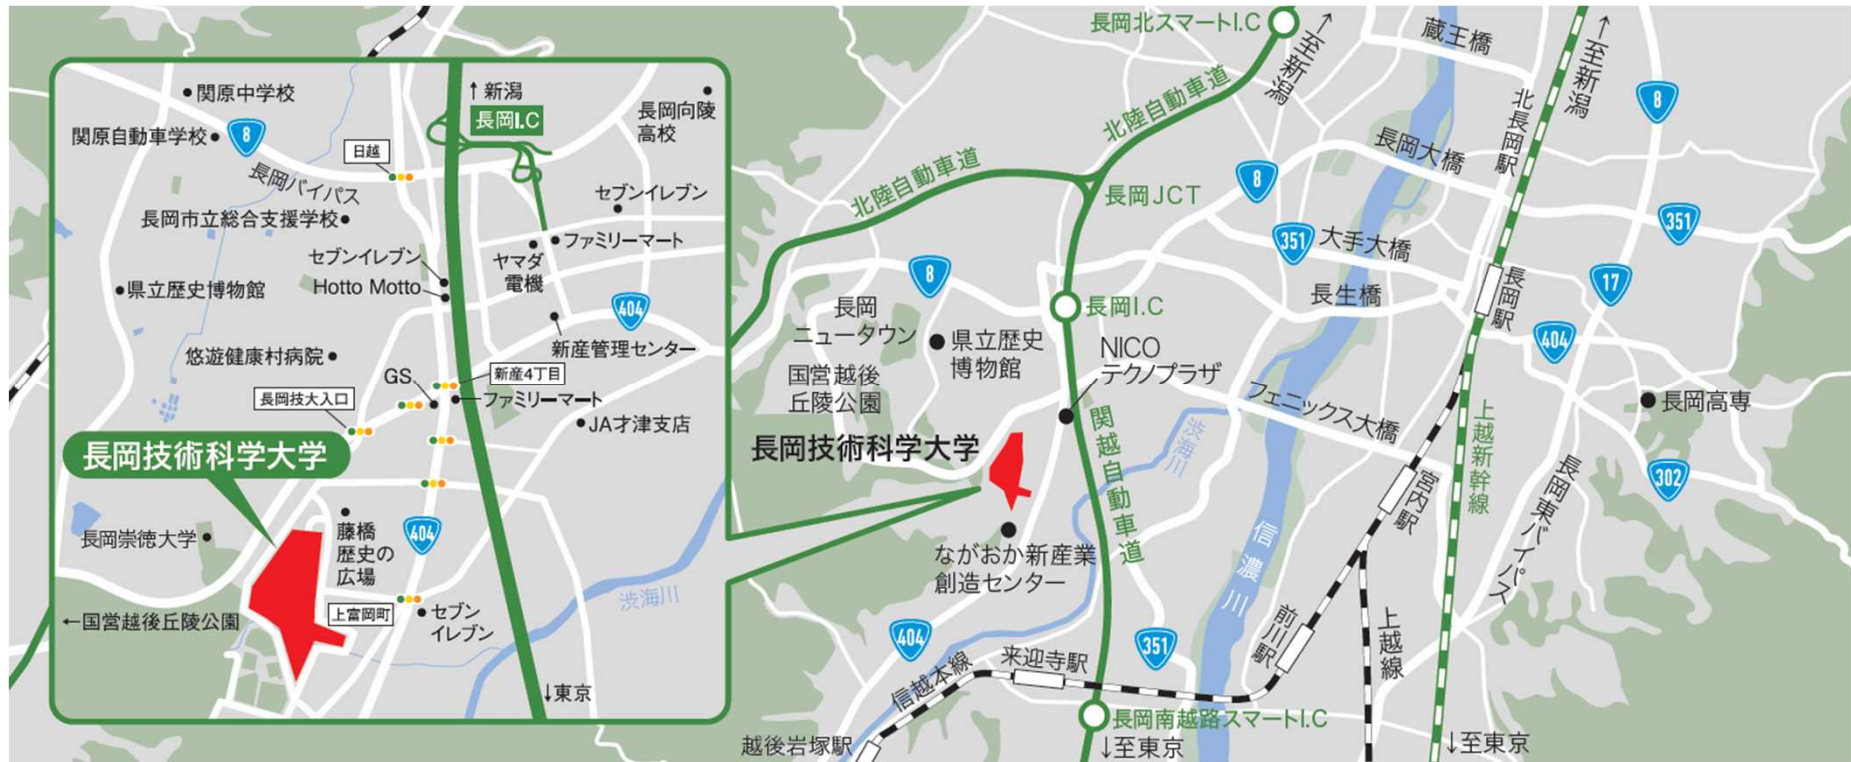 関原中学校
関原自動車学校
8
日越
長岡バイパス
↑新潟
長岡I.C
長岡向陵
高校
長岡市立総合支援学校
セブンイレブン
ファミリーマート
ヤマダ
電機
セブンイレブン
Hotto Motto
県立歴史博物館
404
新産管理センター
悠遊健康村病院
GS
新産4丁目
ファミリーマート
長岡技大入口
JA才津支店
長岡技術科学大学
長岡崇徳大学
藤橋
歴史の
広場
404
渋海川
上富岡町
セブン
イレブン
←国営越後丘陵公園
↓東京
長岡北スマートI.C
↑至新潟
蔵王橋
↑至新潟
8
北陸自動車道
北長岡駅
長岡大橋
北陸自動車道
長岡JCT
8
351
351
大手大橋
8
長岡I.C
長生橋
長岡駅
17
長岡
ニュータウン
県立歴史
博物館
NICO
テクノプラザ
404
国営越後
丘陵公園
フェニックス大橋
長岡高専
関越自動車道
渋海川
上越新幹線
長岡技術科学大学
宮内駅
長岡東バイパス
302
ながおか新産業
創造センター
信濃川
404
351
前川駅
上越線
信越本線
来迎寺駅
長岡南越路スマートI.C
越後岩塚駅
↓至東京
↓至東京